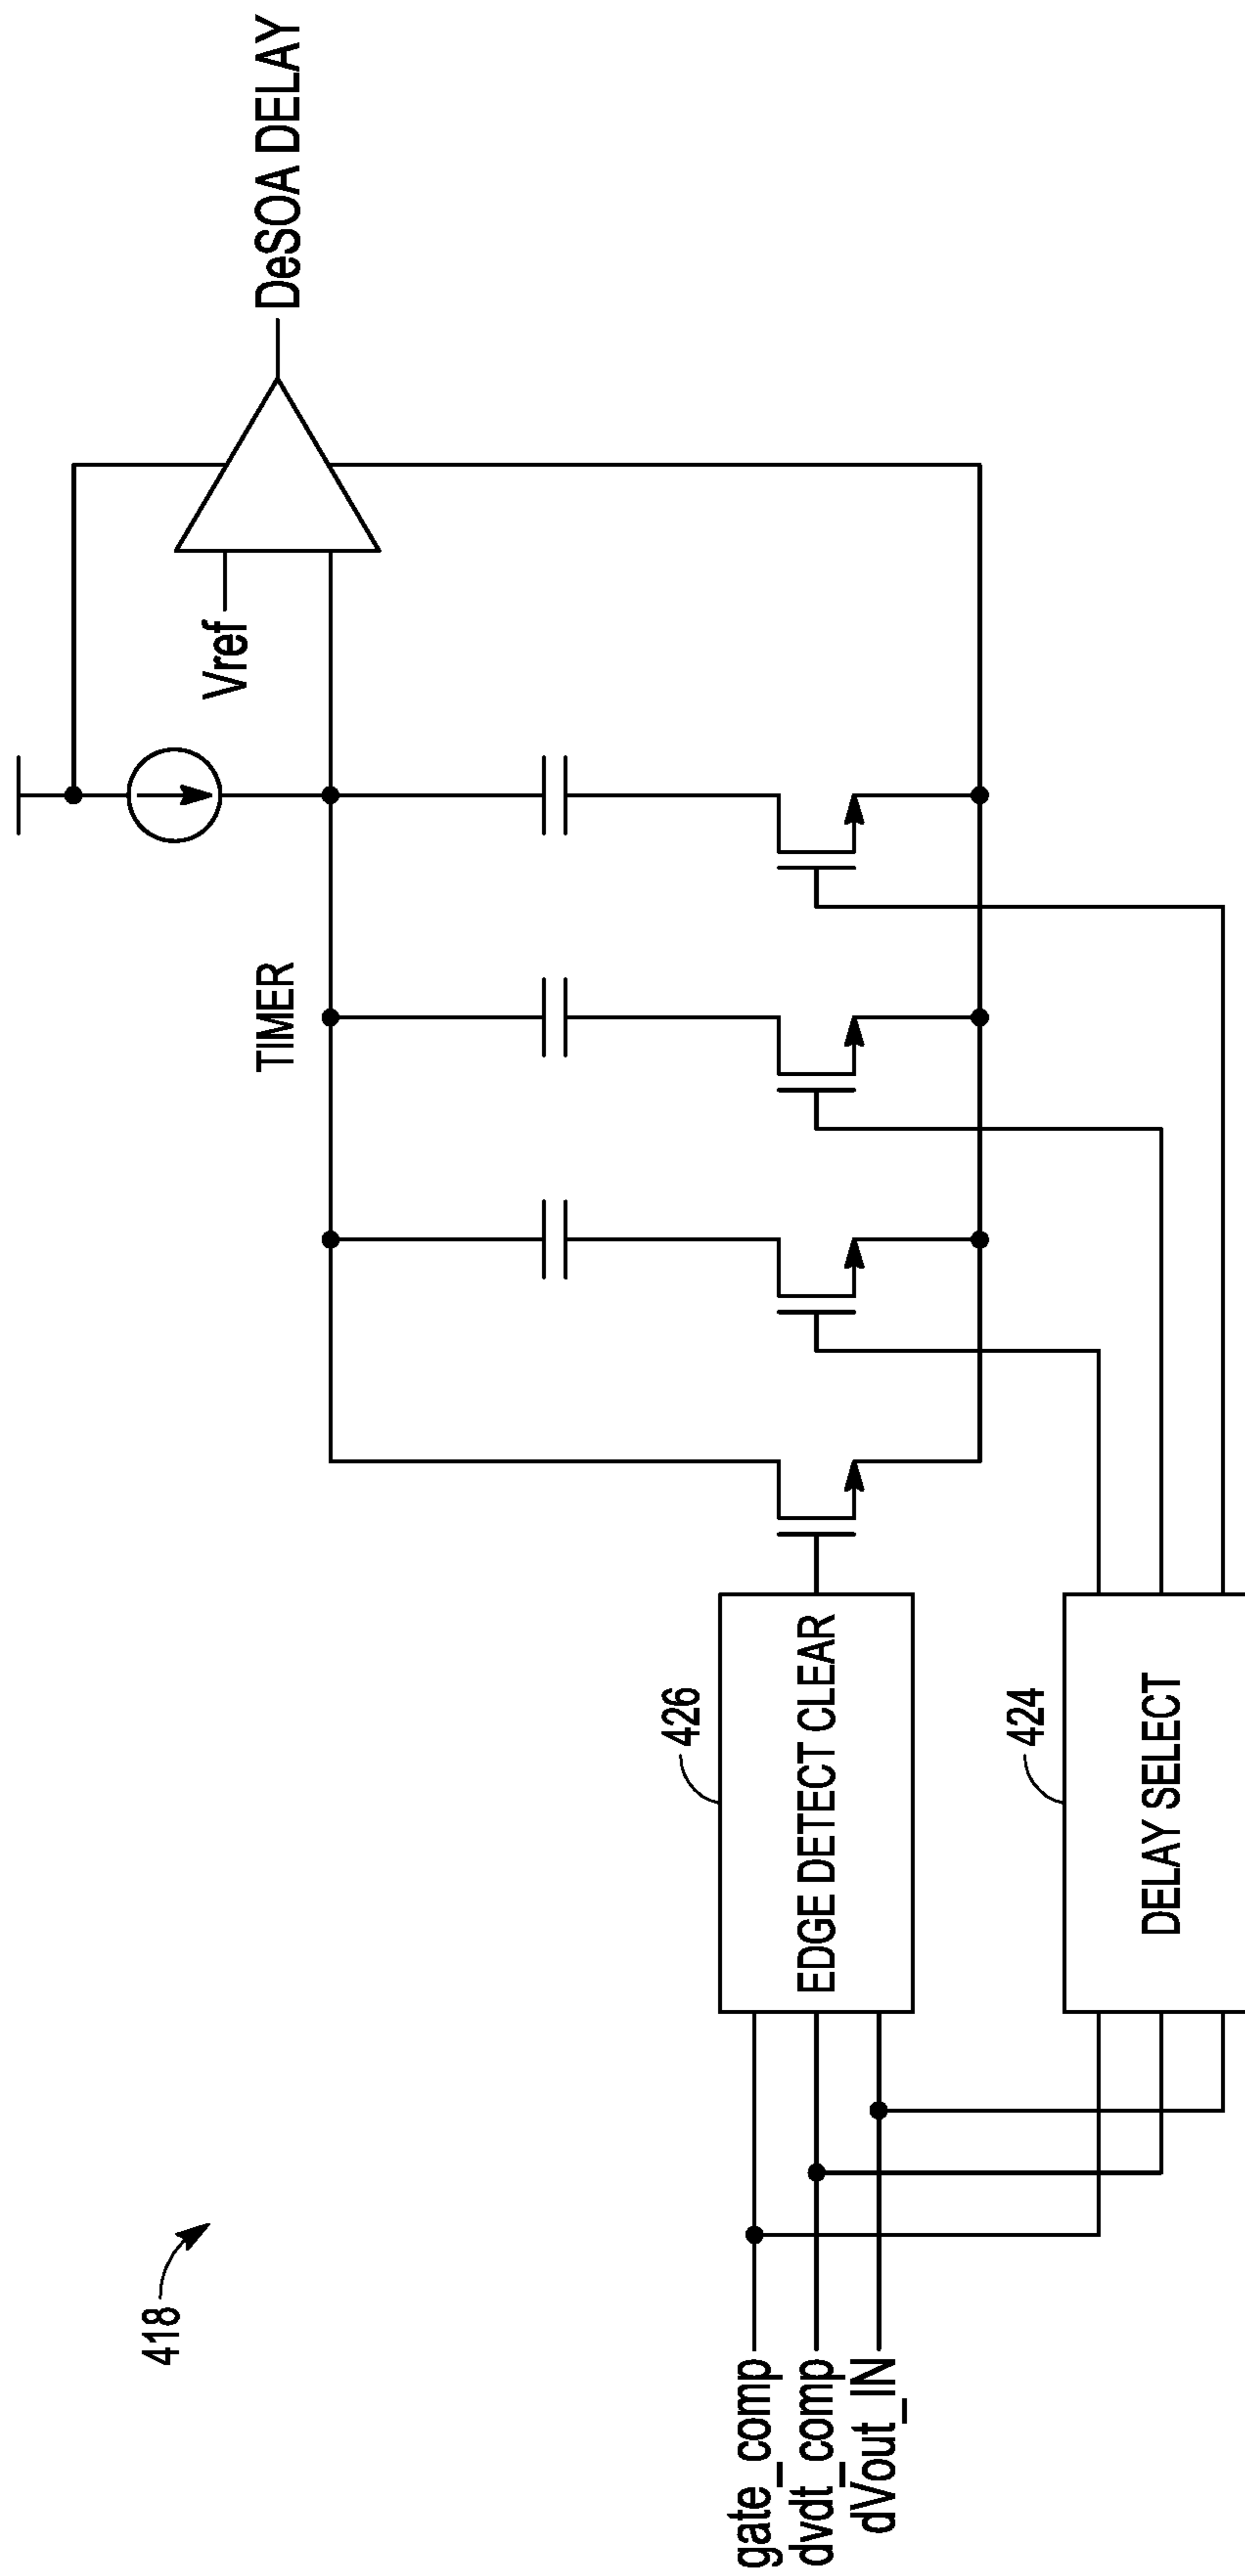 418
gate_comp
dvdt_comp
dVout_IN
426
EDGE DETECT CLEAR
424
DELAY SELECT
TIMER
Vref
DeSOA DELAY